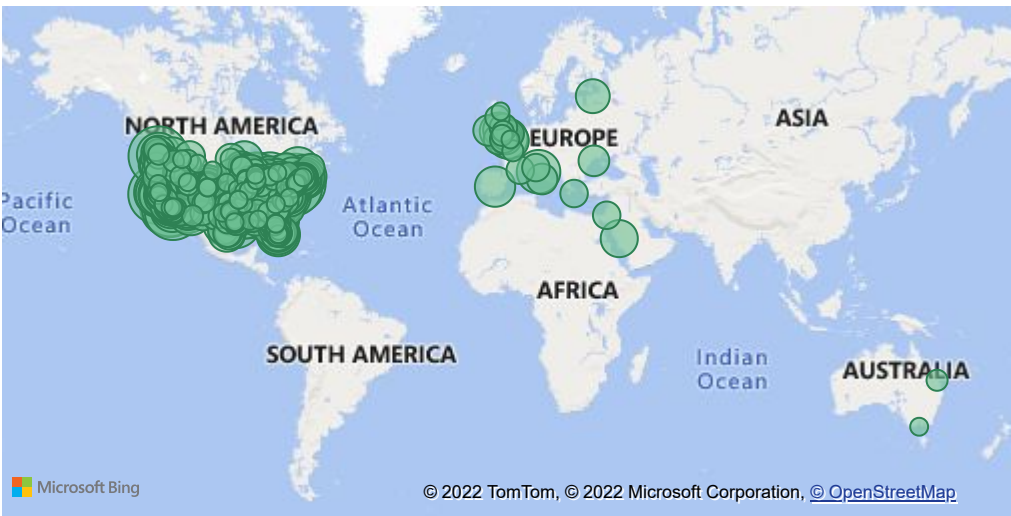 NORTH AMERICA
EUROPE
ASIA
Pacific
Ocean
Atlantic
Ocean
AFRICA
SOUTH AMERICA
Indian
Ocean
AUSTRALIA
Microsoft Bing
© 2022 TomTom, © 2022 Microsoft Corporation, © OpenStreetMap